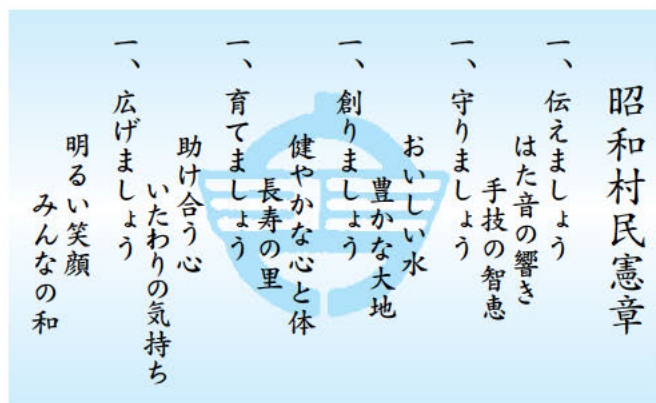 昭和村民憲章
一、伝えましょう
はた音の響き
手技の智恵
一、守りましょう
おいしい水
豊かな大地
一、創りましょう
健やかな心と体
長寿の里
一、育てましょう
助け合う心
いたわりの気持ち
一、広げましょう
明るい笑顔
みんなの和